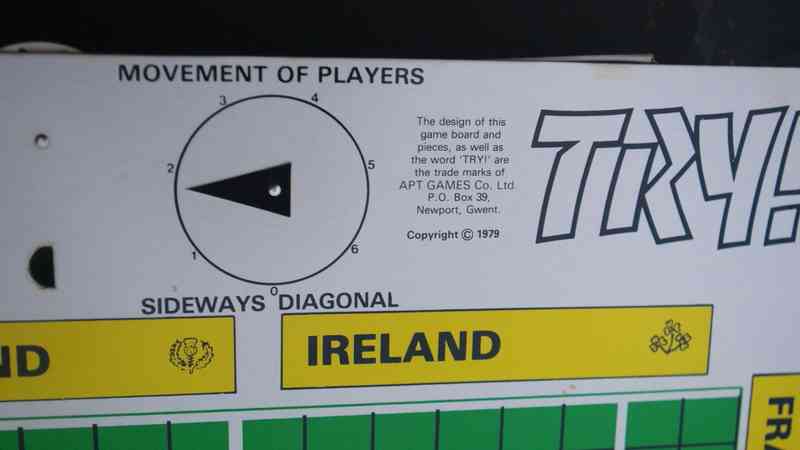 MOVEMENT OF PLAYERS
3
4
2
5
1
6
0
SIDEWAYS DIAGONAL
The design of this
game board and
pieces, as well as
the word 'TRY!' are
the trade marks of
APT GAMES Co. Ltd.
P.O. Box 39,
Newport, Gwent.
Copyright © 1979
TRY!
ND
IRELAND
FRA